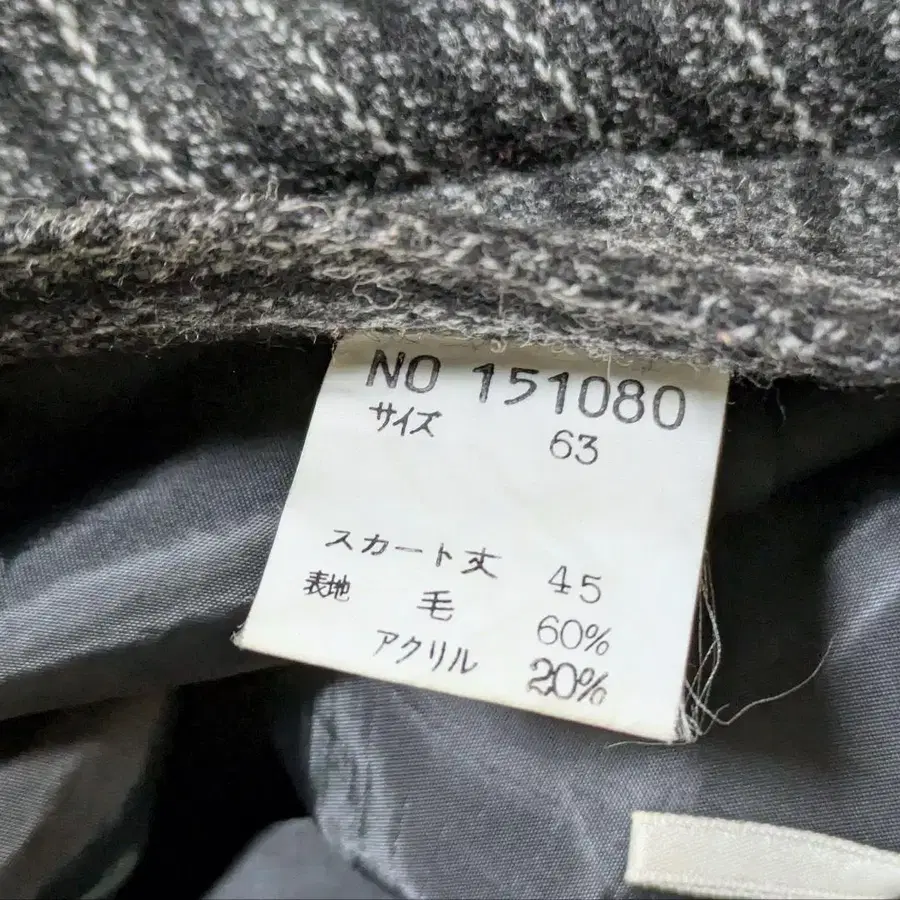 NO 151080
サイズ 63
スカート丈 45
表地 毛 60%
アクリル 20%